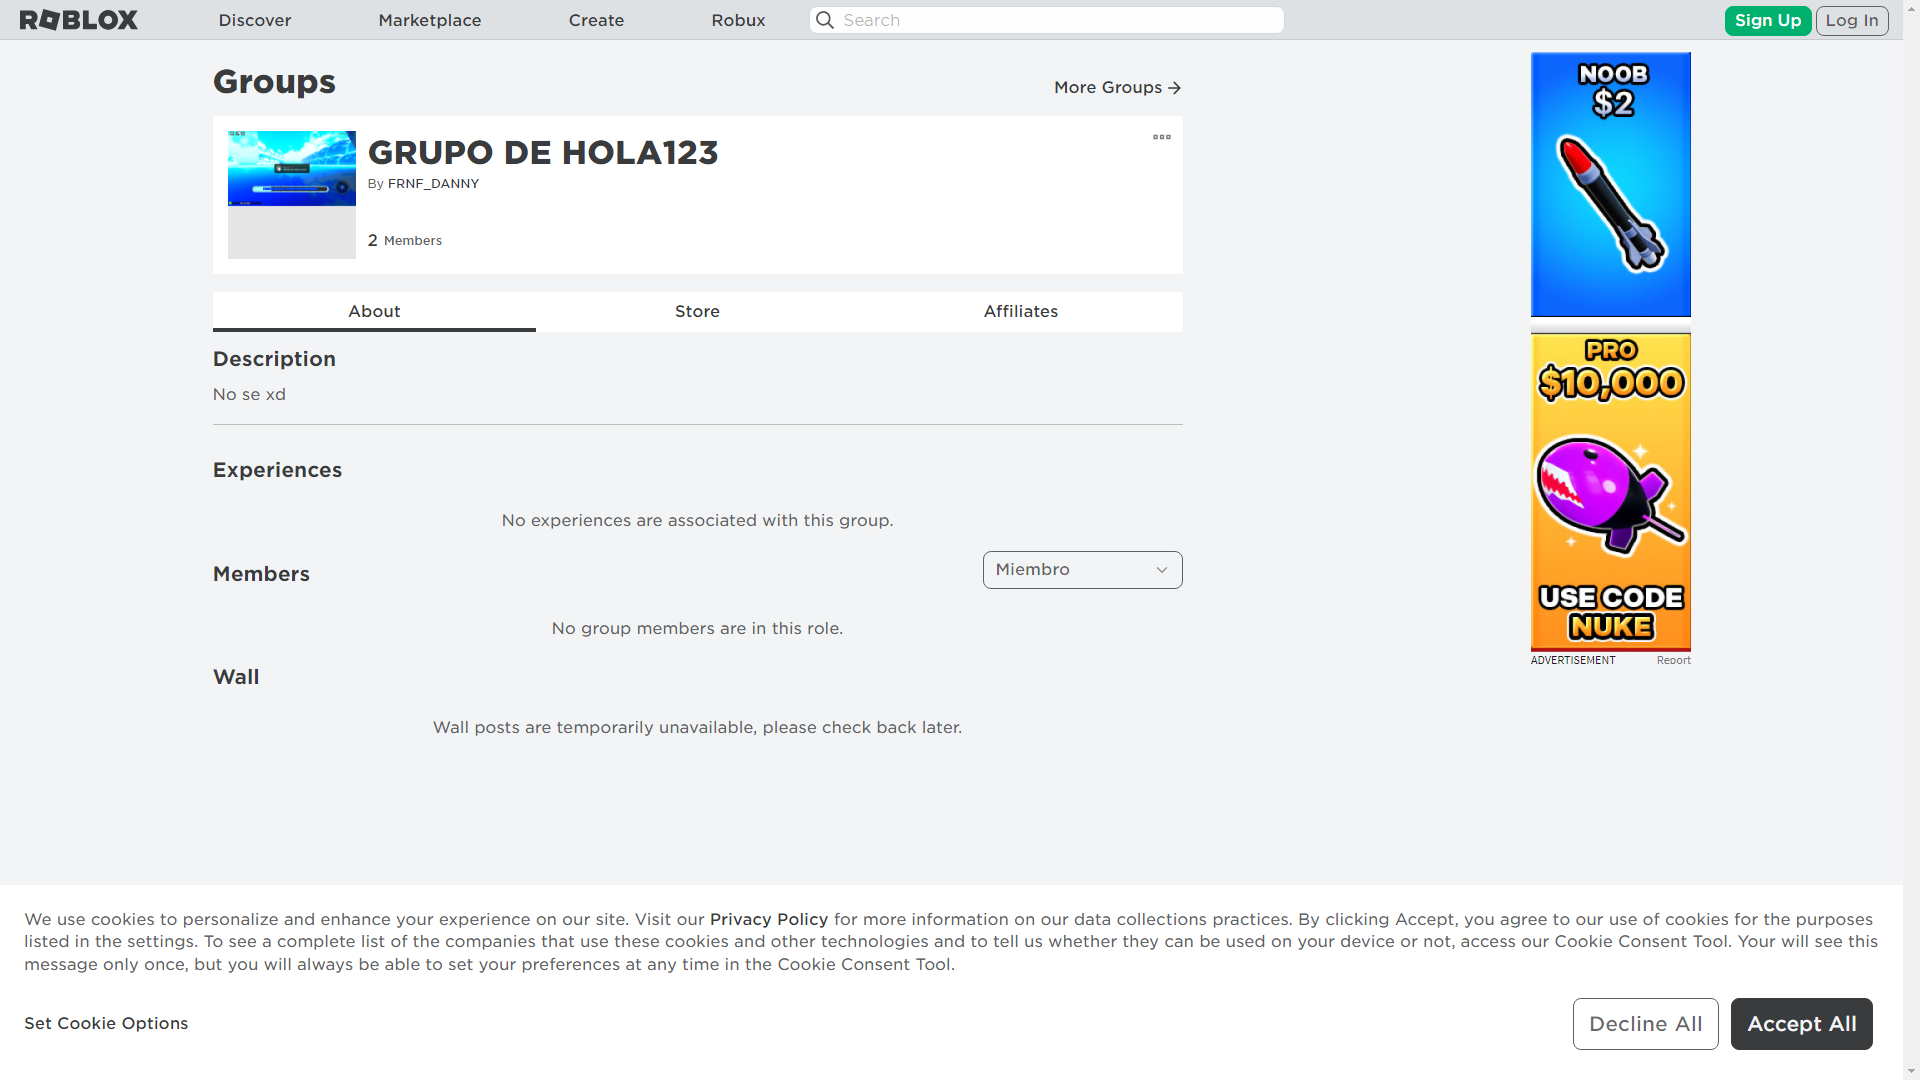 ROBLOX
Discover
Marketplace
Create
Robux
Search
Sign Up
Log In
Groups
More Groups
GRUPO DE HOLA123
By FRNF_DANNY
2 Members
About
Store
Affiliates
Description
No se xd
Experiences
No experiences are associated with this group.
Members
Miembro
No group members are in this role.
Wall
Wall posts are temporarily unavailable, please check back later.
NOOB
$2
PRO
$10,000
USE CODE
NUKE
ADVERTISEMENT
Report
We use cookies to personalize and enhance your experience on our site. Visit our Privacy Policy for more information on our data collections practices. By clicking Accept, you agree to our use of cookies for the purposes
listed in the settings. To see a complete list of the companies that use these cookies and other technologies and to tell us whether they can be used on your device or not, access our Cookie Consent Tool. Your will see this
message only once, but you will always be able to set your preferences at any time in the Cookie Consent Tool.
Set Cookie Options
Decline All
Accept All